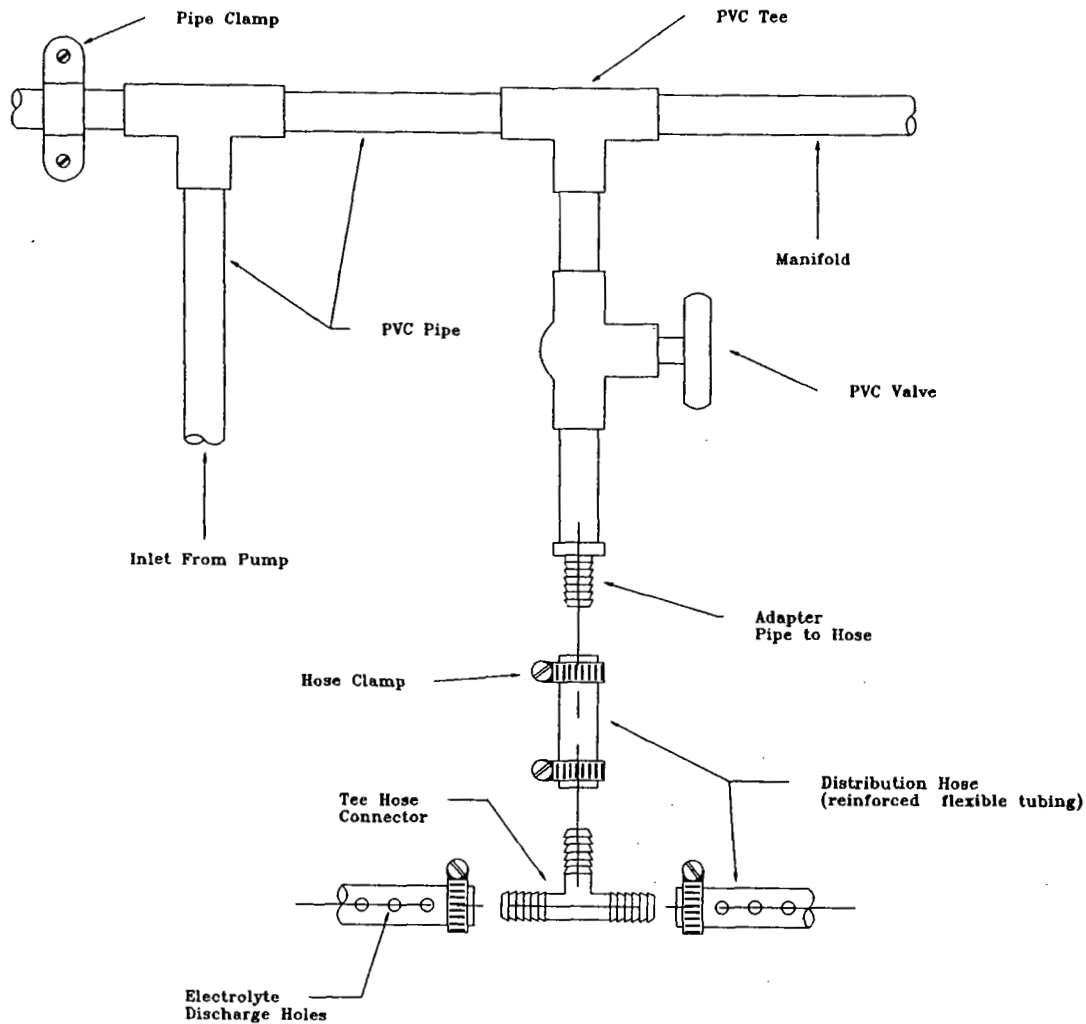 Pipe Clamp
PVC Tee
Manifold
PVC Pipe
PVC Valve
Inlet From Pump
Adapter
Pipe to Hose
Hose Clamp
Distribution Hose
(reinforced flexible tubing)
Tee Hose
Connector
Electrolyte
Discharge Holes